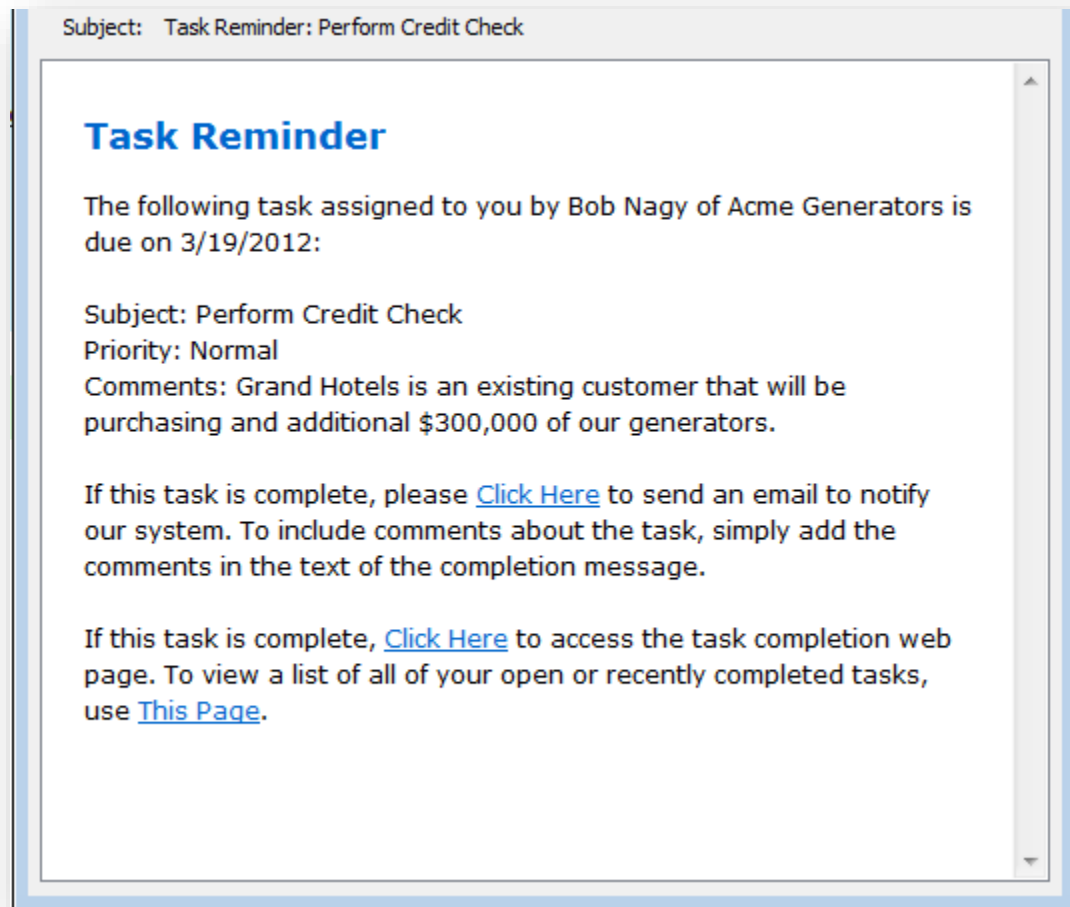 Subject: Task Reminder: Perform Credit Check
Task Reminder
The following task assigned to you by Bob Nagy of Acme Generators is
due on 3/19/2012:
Subject: Perform Credit Check
Priority: Normal
Comments: Grand Hotels is an existing customer that will be
purchasing and additional $300,000 of our generators.
If this task is complete, please Click Here to send an email to notify
our system. To include comments about the task, simply add the
comments in the text of the completion message.
If this task is complete, Click Here to access the task completion web
page. To view a list of all of your open or recently completed tasks,
use This Page.